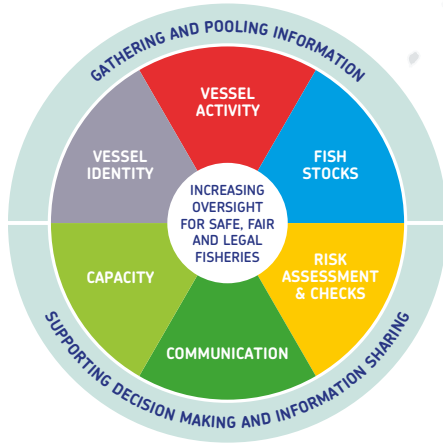 GATHERING AND POOLING INFORMATION
VESSEL
ACTIVITY
VESSEL
IDENTITY
FISH
STOCKS
INCREASING
OVERSIGHT
FOR SAFE, FAIR
AND LEGAL
FISHERIES
CAPACITY
RISK
ASSESSMENT
& CHECKS
COMMUNICATION
SUPPORTING DECISION MAKING AND INFORMATION SHARING